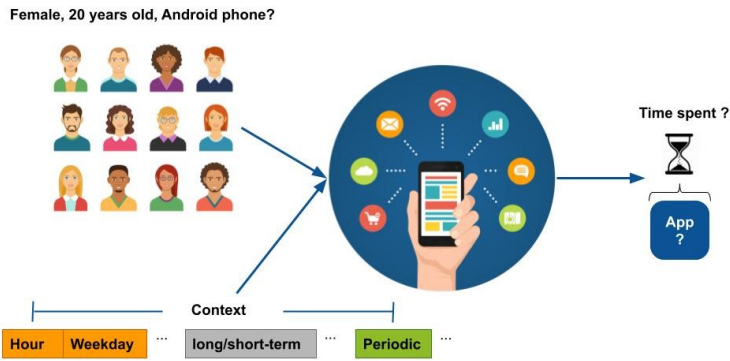 Female, 20 years old, Android phone?
Time spent ?
App
?
Context
Hour Weekday ... long/short-term ... Periodic ...